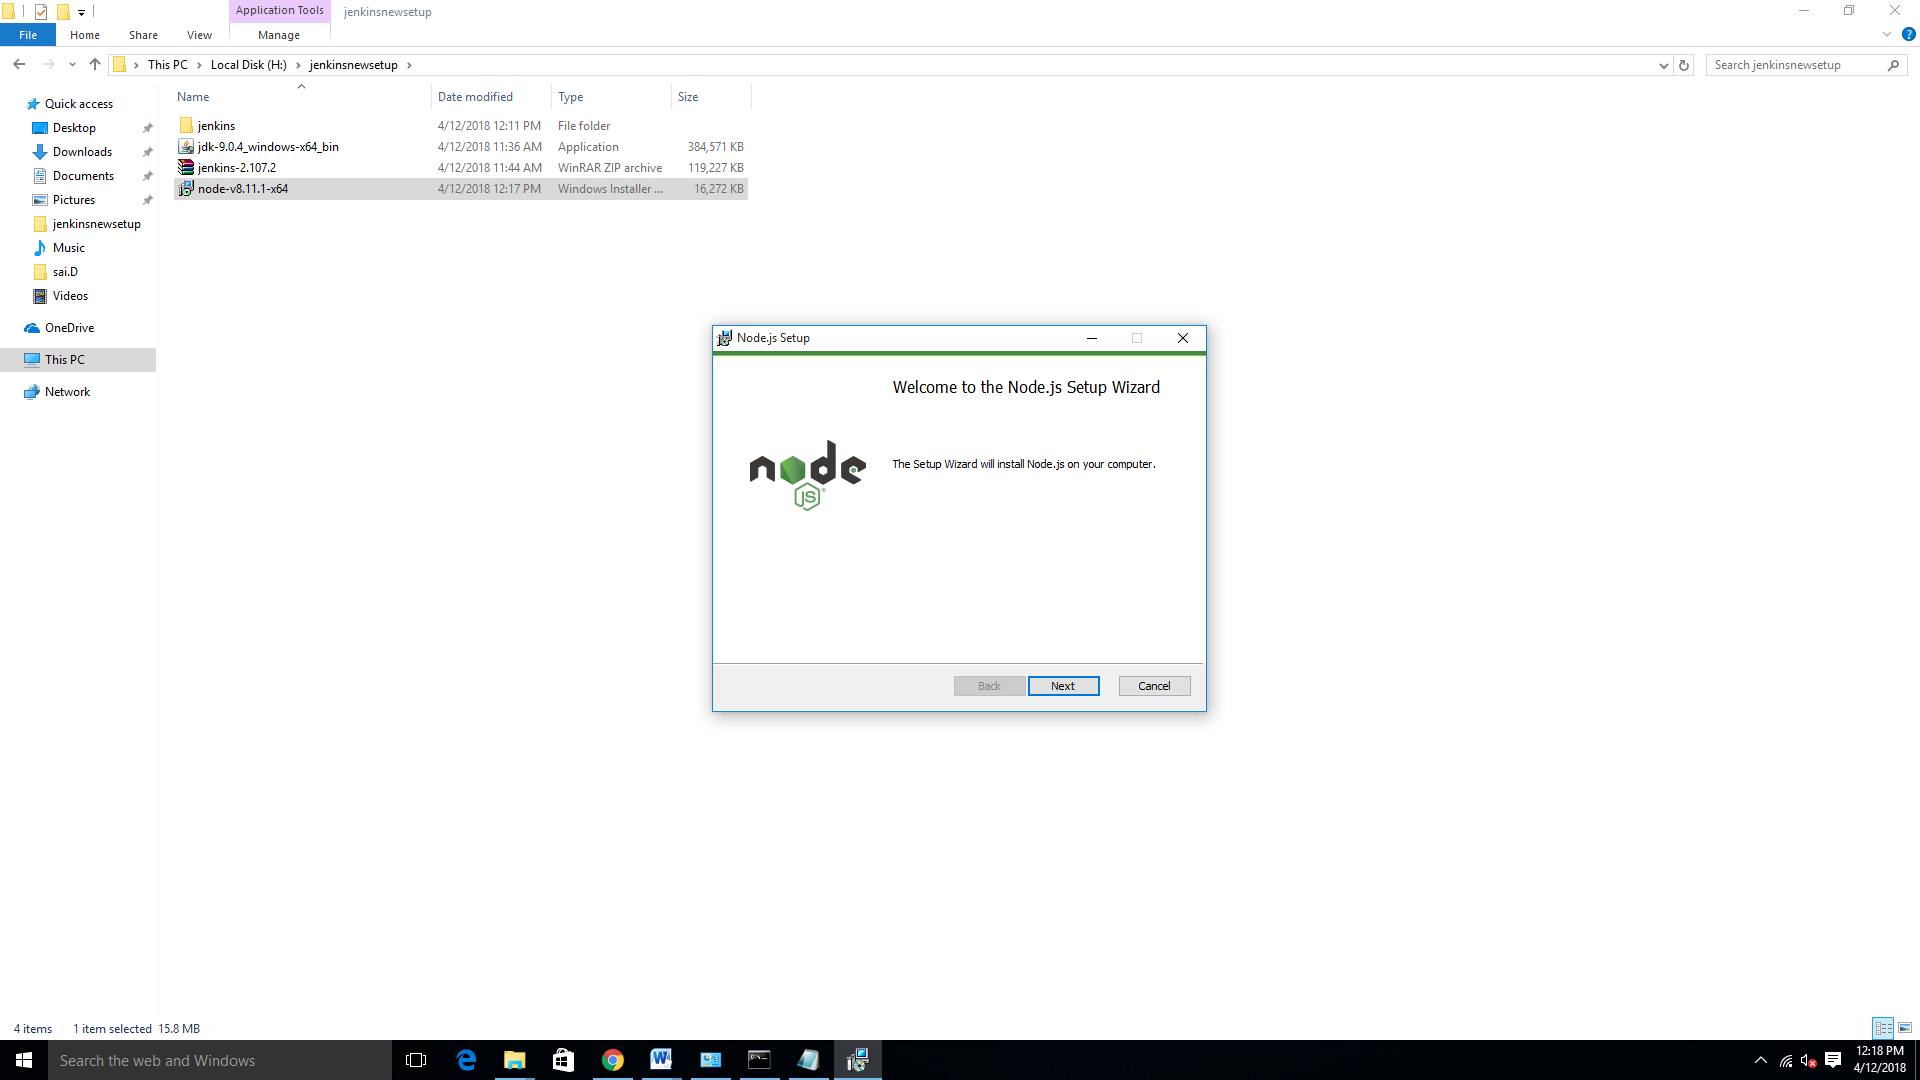 Application Tools
jenkinsnewsetup
File
Home
Share
View
Manage
This PC
Local Disk (H:)
jenkinsnewsetup
Search jenkinsnewsetup
Name
Date modified
Type
Size
jenkins
4/12/2018 12:11 PM
File folder
jdk-9.0.4_windows-x64_bin
4/12/2018 11:36 AM
Application
384,571 KB
jenkins-2.107.2
4/12/2018 11:44 AM
WinRAR ZIP archive
119,227 KB
node-v8.11.1-x64
4/12/2018 12:17 PM
Windows Installer ...
16,272 KB
Quick access
Desktop
Downloads
Documents
Pictures
jenkinsnewsetup
Music
sai.D
Videos
OneDrive
This PC
Network
Node.js Setup
Welcome to the Node.js Setup Wizard
node
JS
The Setup Wizard will install Node.js on your computer.
Back
Next
Cancel
4 items
1 item selected 15.8 MB
Search the web and Windows
12:18 PM
4/12/2018